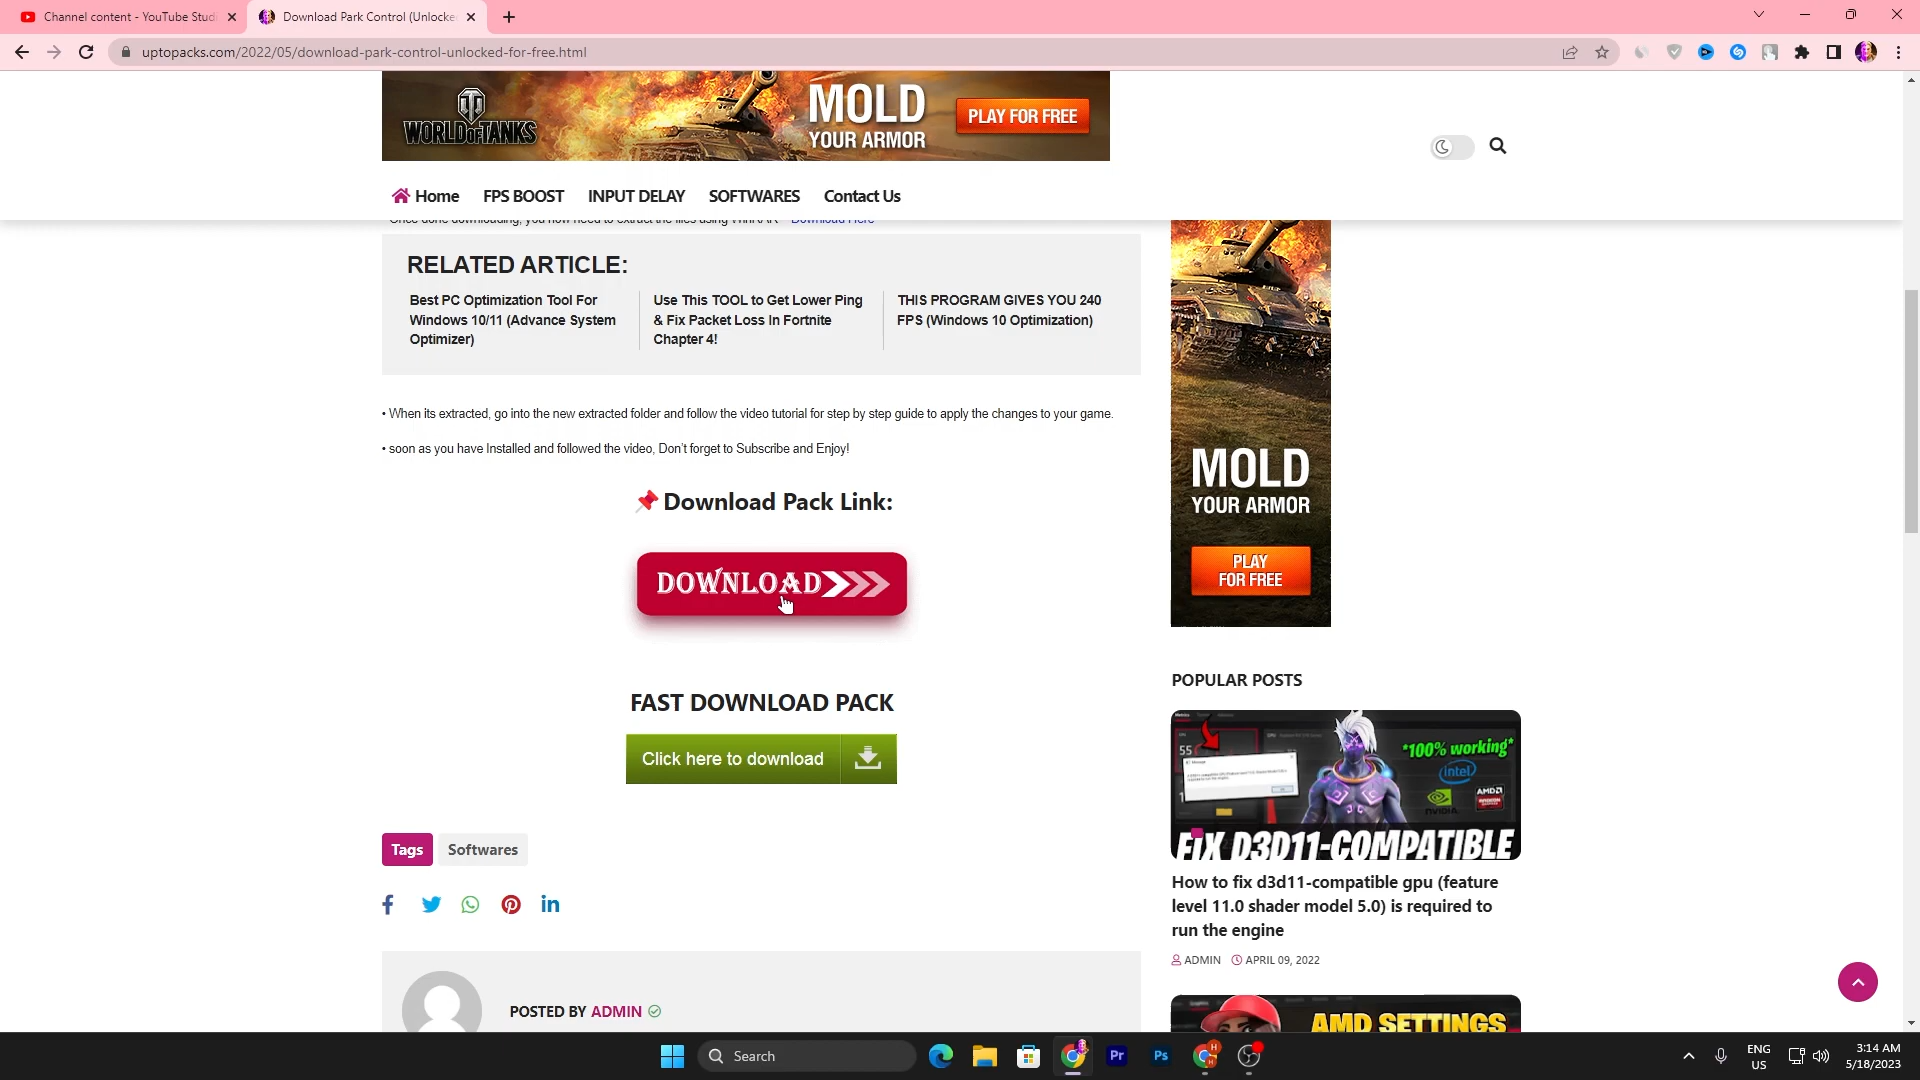 Channel content - YouTube Studi
Download Park Control (Unlocke
uptopacks.com/2022/05/download-park-control-unlocked-for-free.html
WORLD OF TANKS
MOLD
YOUR ARMOR
PLAY FOR FREE
Home
FPS BOOST
INPUT DELAY
SOFTWARES
Contact Us
Once done downloading, you now need to extract the files using WinRAR - Download Here
RELATED ARTICLE:
Best PC Optimization Tool For
Windows 10/11 (Advance System
Optimizer)
Use This TOOL to Get Lower Ping
& Fix Packet Loss In Fortnite
Chapter 4!
THIS PROGRAM GIVES YOU 240
FPS (Windows 10 Optimization)
• When its extracted, go into the new extracted folder and follow the video tutorial for step by step guide to apply the changes to your game.
• soon as you have Installed and followed the video, Don't forget to Subscribe and Enjoy!
Download Pack Link:
DOWNLOAD
FAST DOWNLOAD PACK
Click here to download
Tags
Softwares
POSTED BY ADMIN
MOLD
YOUR ARMOR
PLAY
FOR FREE
POPULAR POSTS
55
*100% working*
intel
NVIDIA
AMD
FIX D3D11-COMPATIBLE
How to fix d3d11-compatible gpu (feature
level 11.0 shader model 5.0) is required to
run the engine
ADMIN
APRIL 09, 2022
AMD SETTINGS
Search
Pr
Ps
H
ENG
US
3:14 AM
5/18/2023